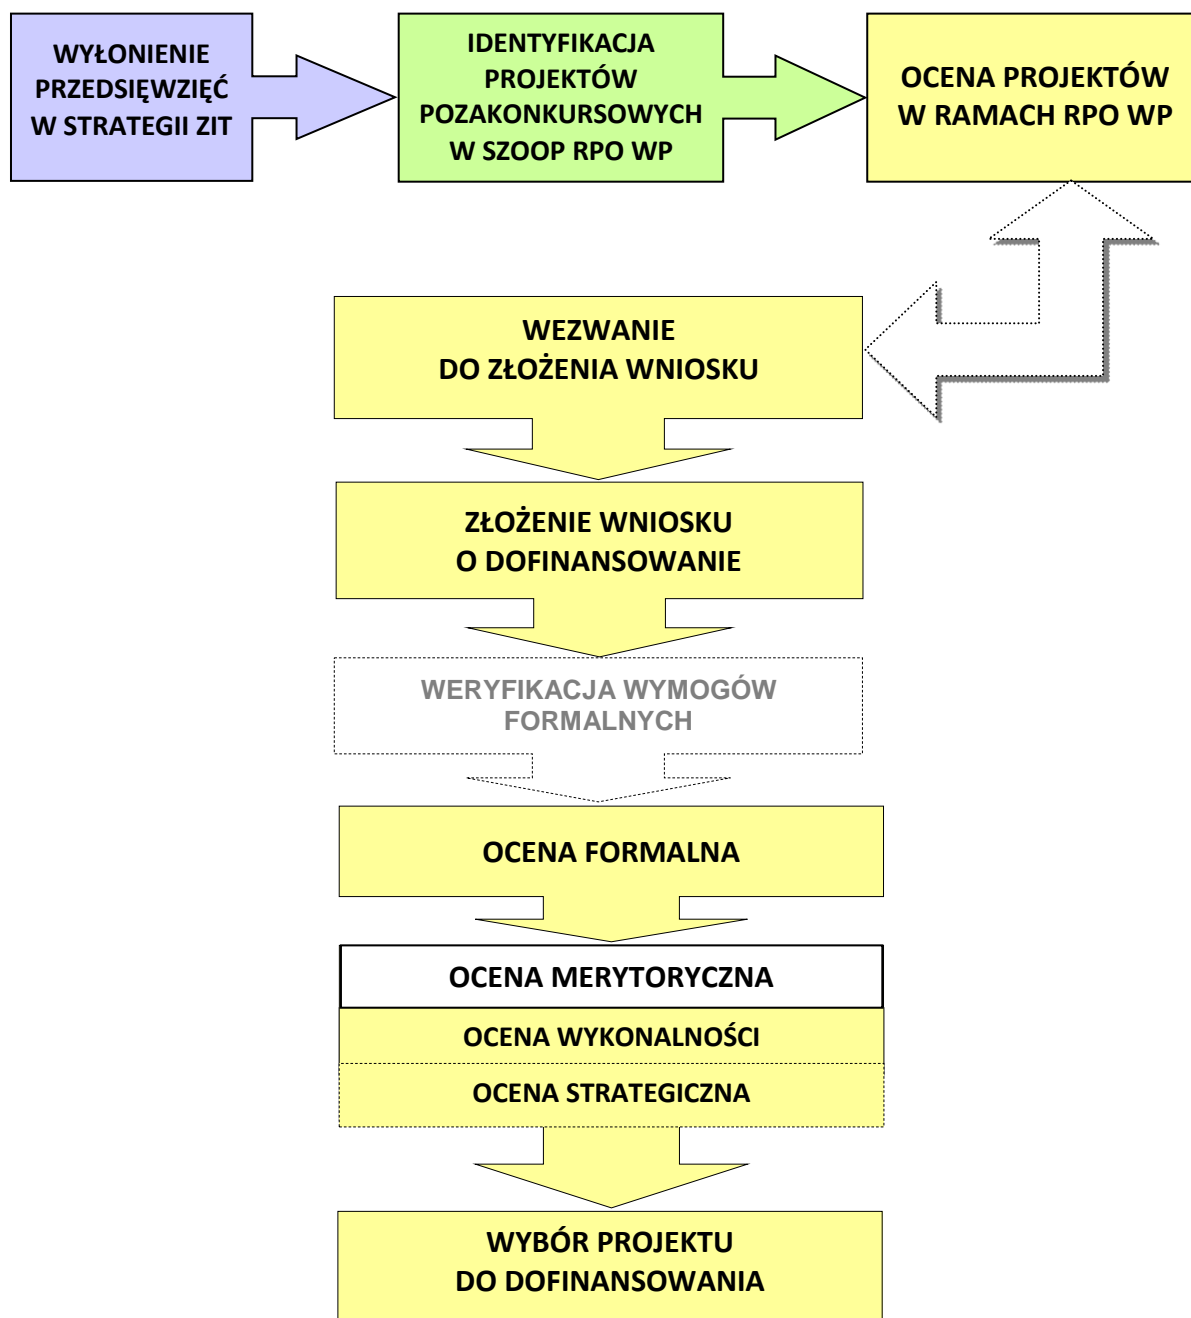 WYŁONIENIE
PRZEDSIĘWZIĘĆ
W STRATEGII ZIT
IDENTYFIKACJA
PROJEKTÓW
POZAKONKURSOWYCH
W SZOOP RPO WP
OCENA PROJEKTÓW
W RAMACH RPO WP
WEZWANIE
DO ZŁOŻENIA WNIOSKU
ZŁOŻENIE WNIOSKU
O DOFINANSOWANIE
WERYFIKACJA WYMOGÓW
FORMALNYCH
OCENA FORMALNA
OCENA MERYTORYCZNA
OCENA WYKONALNOŚCI
OCENA STRATEGICZNA
WYBÓR PROJEKTU
DO DOFINANSOWANIA